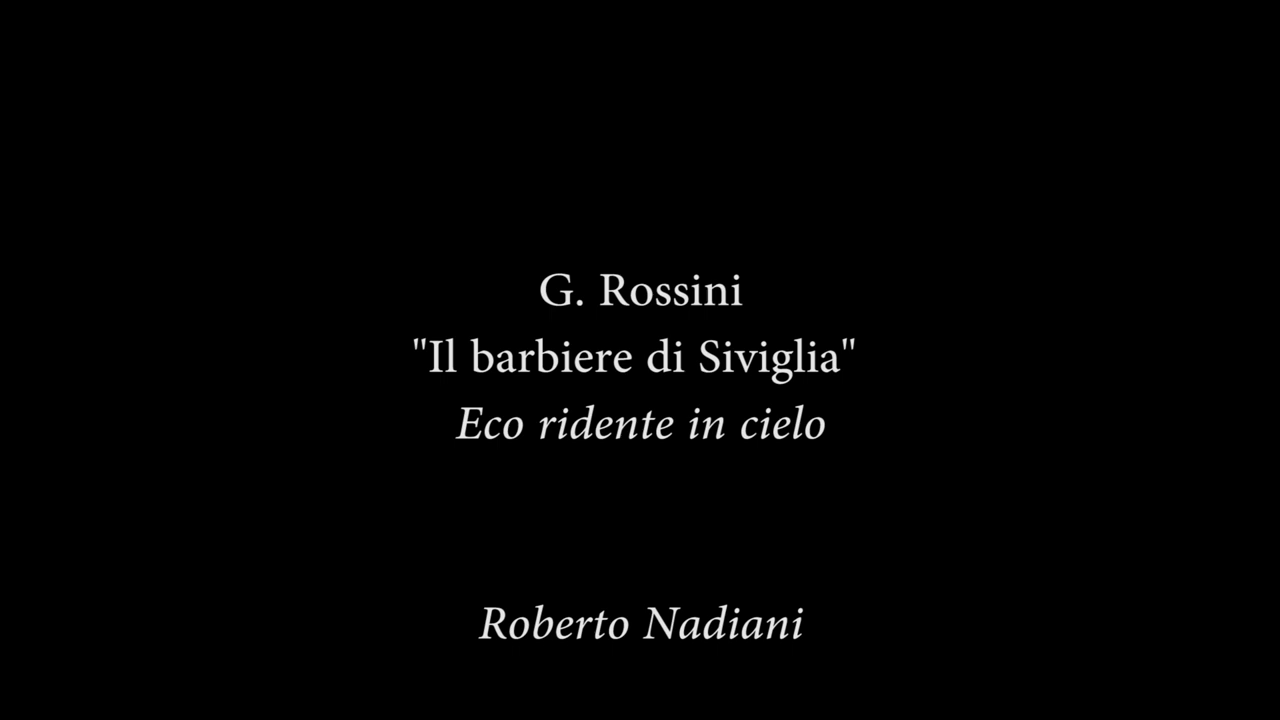 G. Rossini
"Il barbiere di Siviglia"
Eco ridente in cielo
Roberto Nadiani